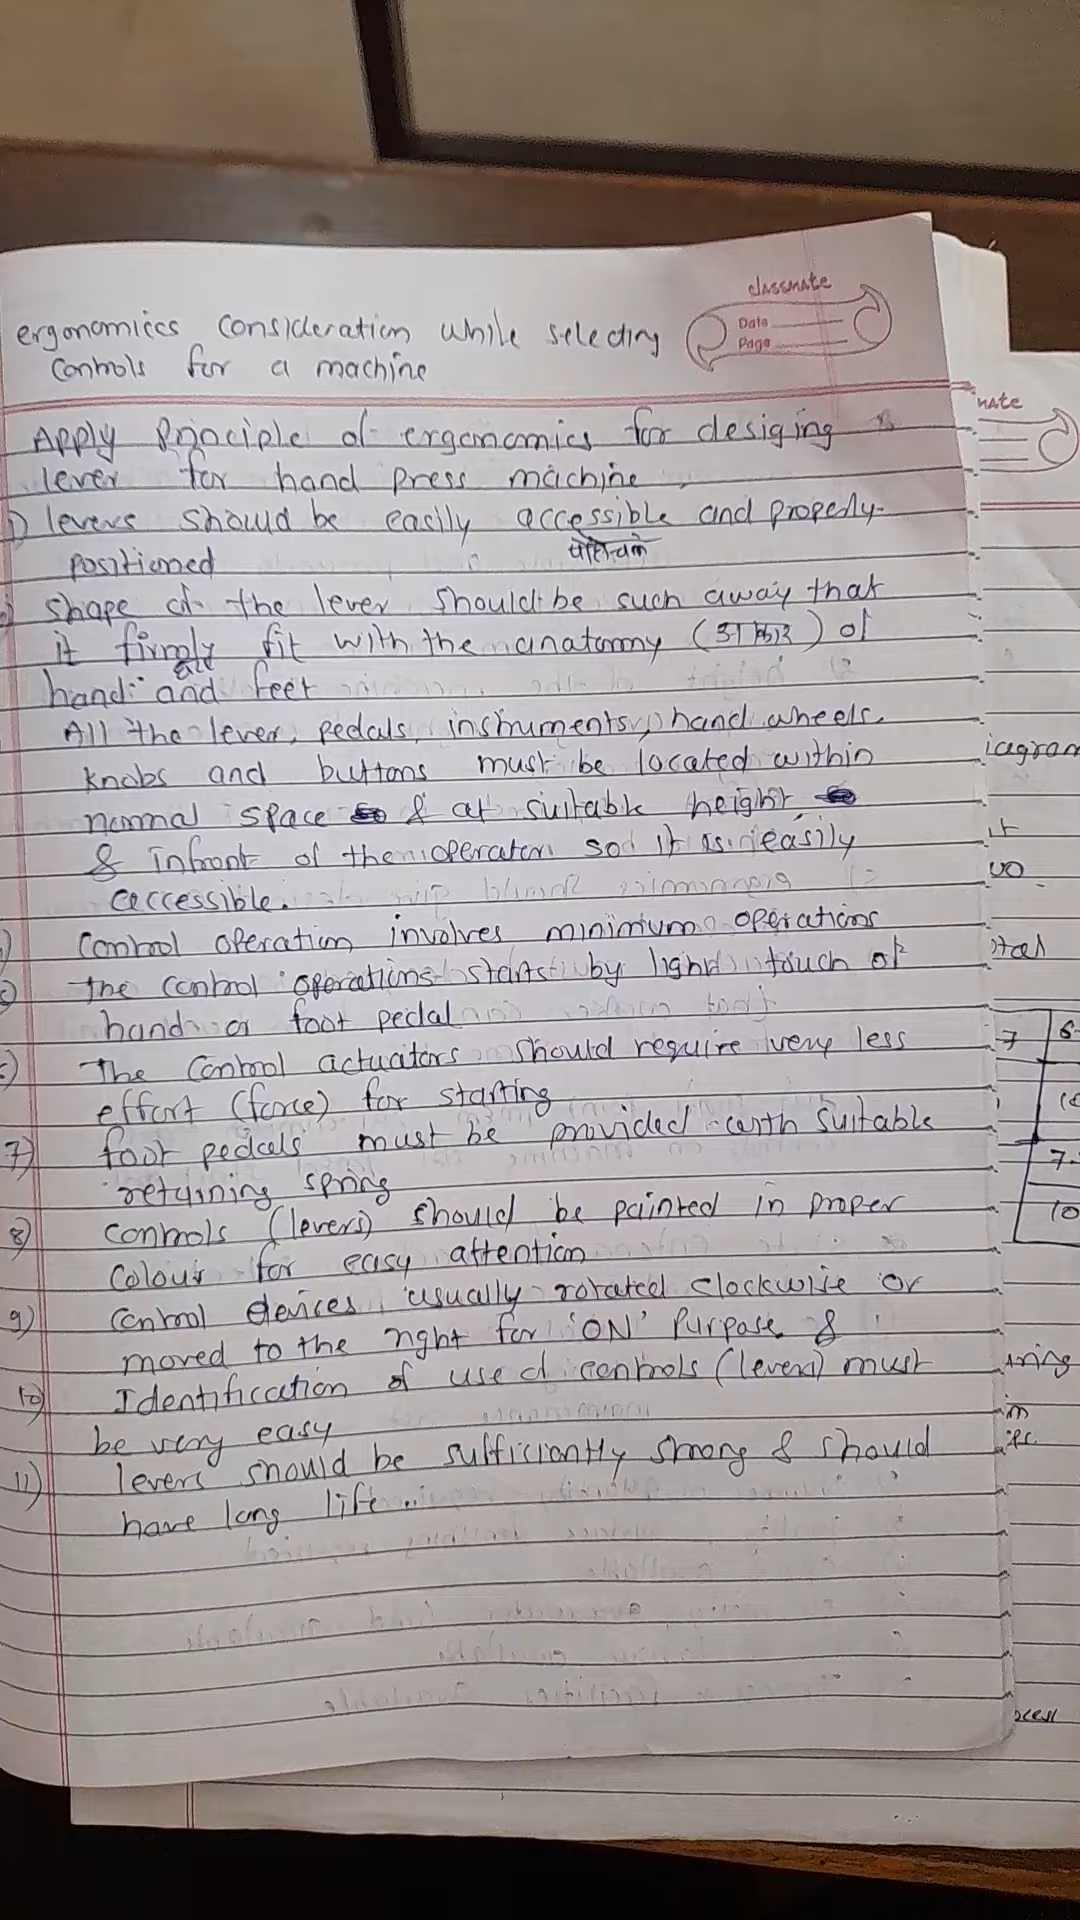 classmate
Date
Page
ergonomiccs consideration while selecting
controls for a machine
Apply Principle of ergonomics for desiging
lever for hand press machine
1) levers should be easily accessible and properly
positioned
2) shape of the lever should be such away that
it firmly fit with the anatomy (आकार) of
hand and feet
All the lever, pedals, instruments, hand wheels.
knobs and buttons must be located within
normal space & at suitable height
& infront of the operator so it is easily
accessible.
control operation involves minimum operations
the control operations starts by light touch of
hand or foot pedal
The control actuators should require very less
effort (force) for starting
7) foot pedals must be provided with suitable
returining spring
8) controls (levers) should be painted in proper
colour for easy attention
9) control devices usually rotated clockwise or
moved to the right for 'ON' Purpose &
10) Identification of used controls (levers) must
be very easy
11) levers should be sufficiantly strong & should
have long life
mate
iagram
it
7
10